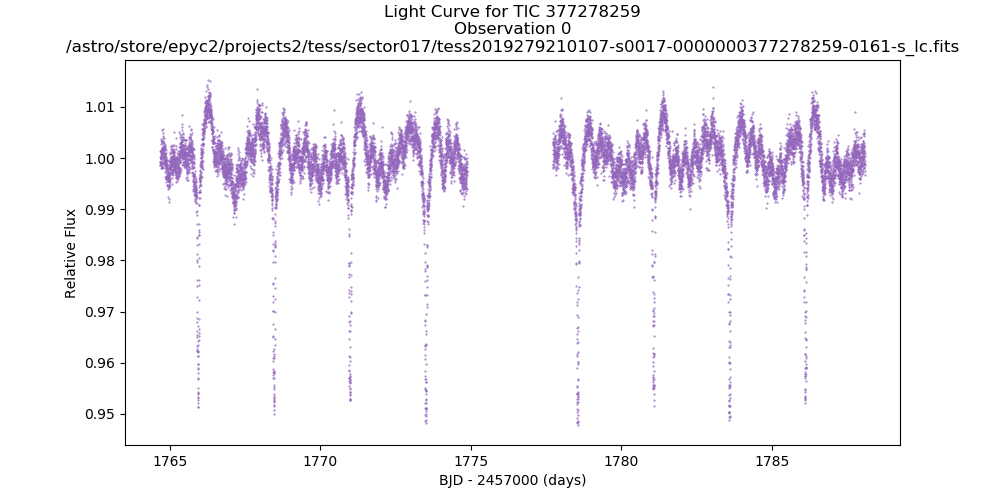 Light Curve for TIC 377278259
Observation 0
/astro/store/epyc2/projects2/tess/sector017/tess2019279210107-s0017-0000000377278259-0161-s_lc.fits
1.01
1.00
0.99
0.98
0.97
0.96
0.95
Relative Flux
1765
1770
1775
1780
1785
BJD - 2457000 (days)